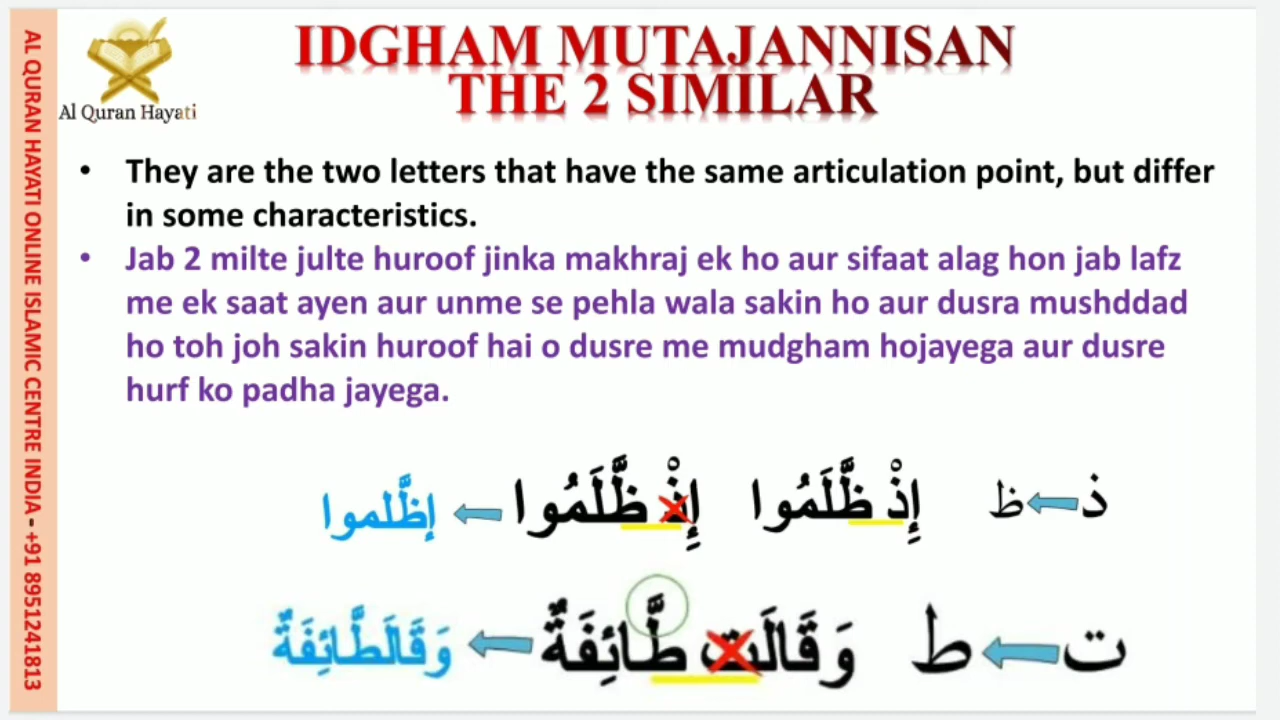 IDGHAM MUTAJANNISAN
THE 2 SIMILAR
Al Quran Hayati
AL QURAN HAYATI ONLINE ISLAMIC CENTRE INDIA - +91 8951241813
• They are the two letters that have the same articulation point, but differ
in some characteristics.
• Jab 2 milte julte huroof jinka makhraj ek ho aur sifaat alag hon jab lafz
me ek saat ayen aur unme se pehla wala sakin ho aur dusra mushddad
ho toh joh sakin huroof hai o dusre me mudgham hojayega aur dusre
hurf ko padha jayega.
ذ ← ظ إِذْ ظَّلَمُوا إِذْ ظَّلَمُوا ← إِظَّلموا
ت ← ط وَقَالَت طَّائِفَةٌ ← وَقَالَطَّائِفَةٌ